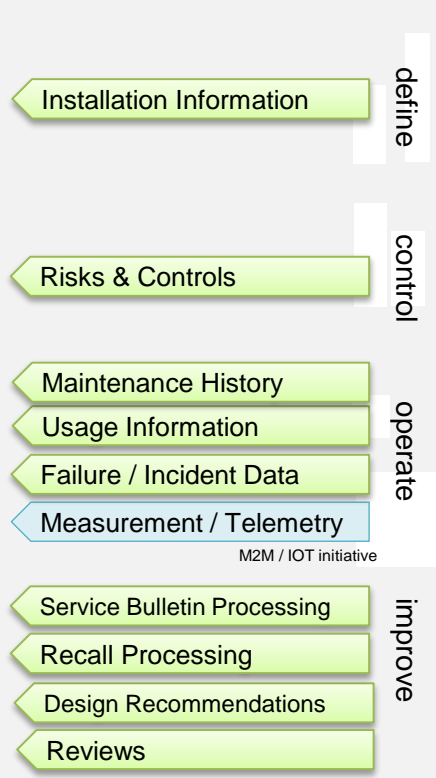 define
Installation Information
control
Risks & Controls
operate
Maintenance History
Usage Information
Failure / Incident Data
Measurement / Telemetry
M2M / IOT initiative
improve
Service Bulletin Processing
Recall Processing
Design Recommendations
Reviews